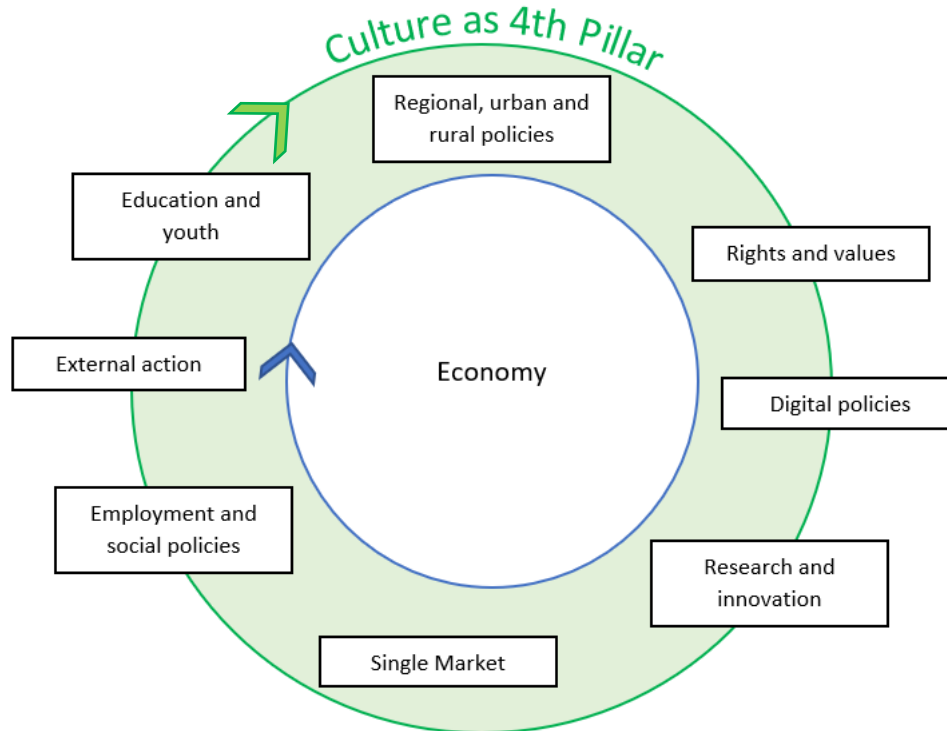 Culture as 4th Pillar
Regional, urban and
rural policies
Education and
youth
Rights and values
External action
Economy
Digital policies
Employment and
social policies
Research and
innovation
Single Market